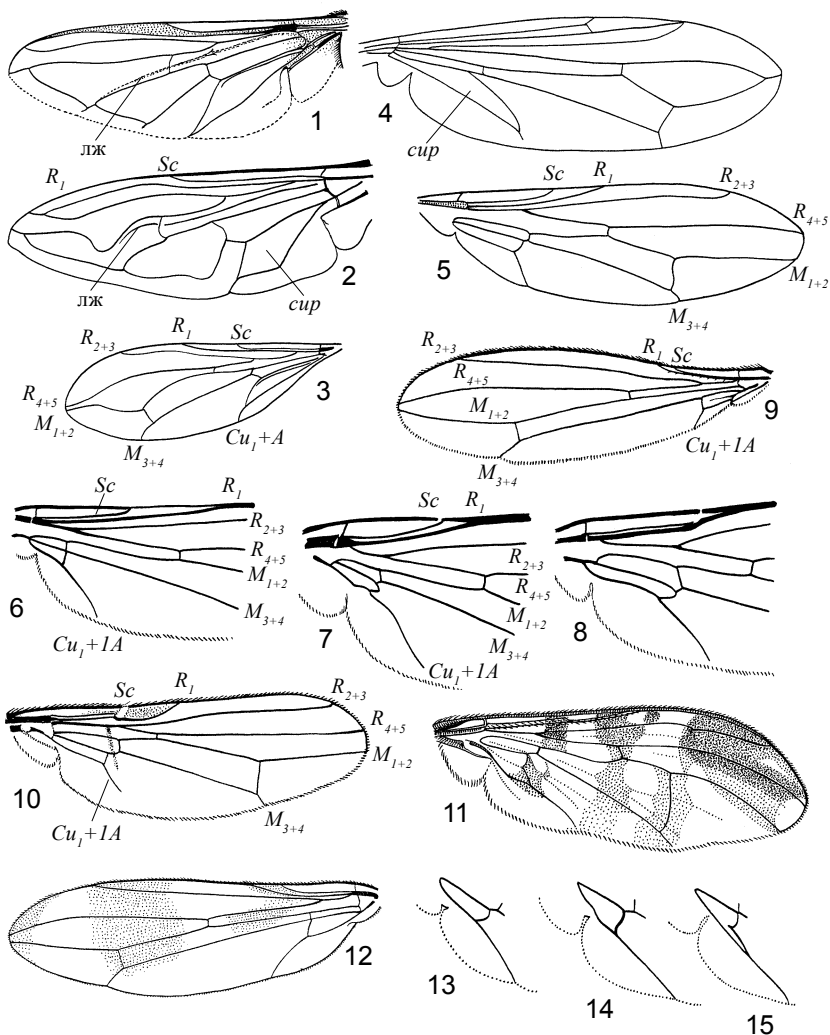 лж
1
4
cup
R1
Sc
лж
cup
2
Sc
R1
R2+3
R4+5
M1+2
M3+4
5
R2+3
R1
Sc
R4+5
M1+2
M3+4
Cu1+A
3
R2+3
R4+5
M1+2
R1
Sc
M3+4
Cu1+1A
9
Sc
R1
R2+3
R4+5
M1+2
M3+4
Cu1+1A
6
Sc
R1
R2+3
R4+5
M1+2
M3+4
Cu1+1A
7
8
Sc
R1
R2+3
R4+5
M1+2
M3+4
Cu1+1A
10
11
12
13
14
15